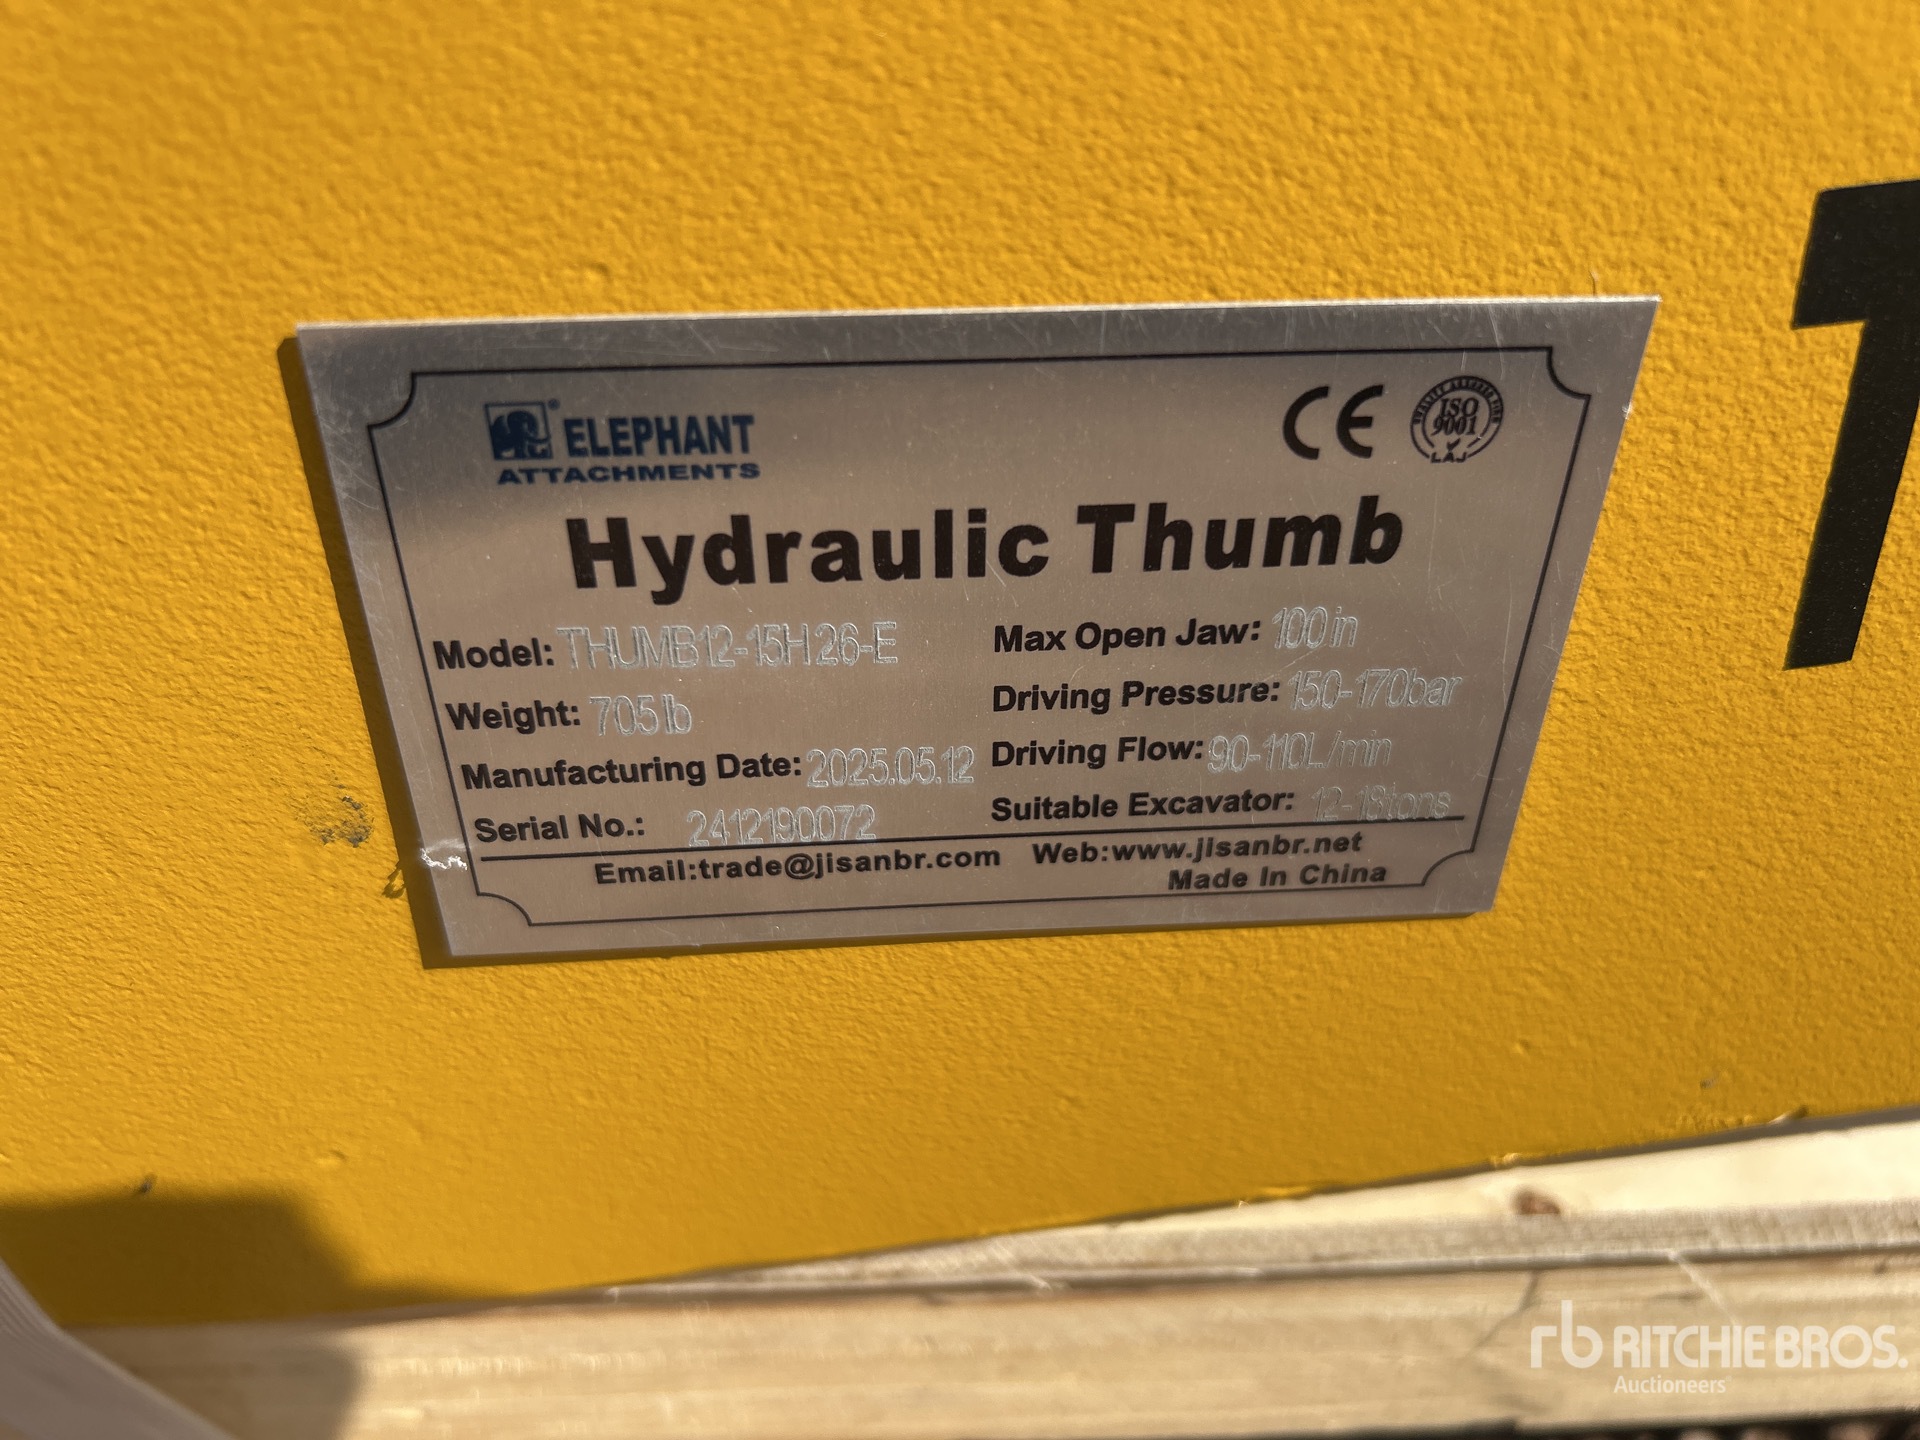 ELEPHANT
ATTACHMENTS
CE
ISO
9001
LAJ
Hydraulic Thumb
Model: THUMB12-15H26-E
Max Open Jaw: 100in
Weight: 705lb
Driving Pressure: 150-170bar
Manufacturing Date: 2025.05.12
Driving Flow: 90-110L/min
Serial No.: 2412190072
Suitable Excavator: 12-18tons
Email:trade@jisanbr.com Web:www.jisanbr.net
Made In China
T
rb RITCHIE BROS.
Auctioneers